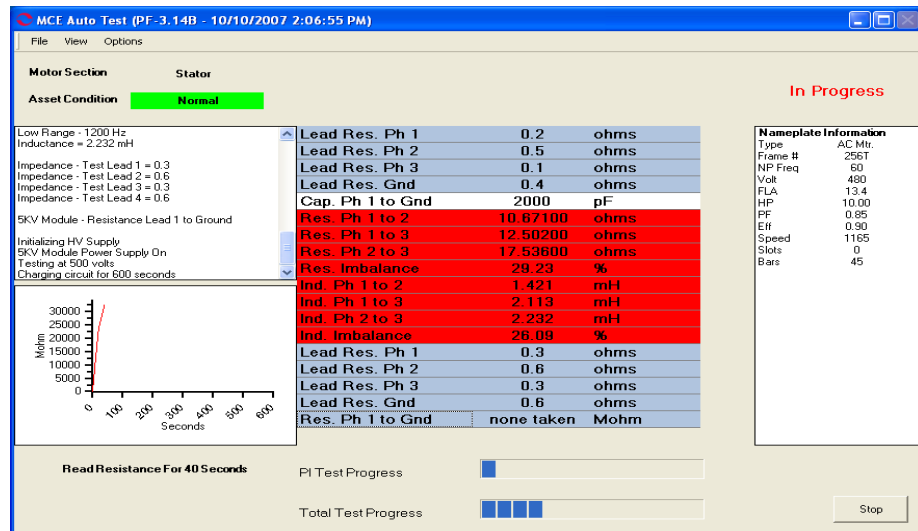 MCE Auto Test (PF-3.14B - 10/10/2007 2:06:55 PM)
File View Options
Motor Section Stator
Asset Condition Normal
In Progress
Low Range - 1200 Hz
Inductance = 2.232 mH
Impedance - Test Lead 1 = 0.3
Impedance - Test Lead 2 = 0.6
Impedance - Test Lead 3 = 0.3
Impedance - Test Lead 4 = 0.6
5KV Module - Resistance Lead 1 to Ground
Initializing HV Supply
5KV Module Power Supply On
Testing at 500 volts
Charging circuit for 600 seconds
Lead Res. Ph 1 0.2 ohms
Lead Res. Ph 2 0.5 ohms
Lead Res. Ph 3 0.1 ohms
Lead Res. Gnd 0.4 ohms
Cap. Ph 1 to Gnd 2000 pF
Res. Ph 1 to 2 10.67100 ohms
Res. Ph 1 to 3 12.50200 ohms
Res. Ph 2 to 3 17.53600 ohms
Res. Imbalance 29.23 %
Ind. Ph 1 to 2 1.421 mH
Ind. Ph 1 to 3 2.113 mH
Ind. Ph 2 to 3 2.232 mH
Ind. Imbalance 26.09 %
Lead Res. Ph 1 0.3 ohms
Lead Res. Ph 2 0.6 ohms
Lead Res. Ph 3 0.3 ohms
Lead Res. Gnd 0.6 ohms
Res. Ph 1 to Gnd none taken Mohm
Nameplate Information
Type AC Mtr.
Frame # 256T
NP Freq 60
Volt 480
FLA 13.4
HP 10.00
PF 0.85
Eff 0.90
Speed 1165
Slots 0
Bars 45
Mohm
30000
25000
20000
15000
10000
5000
0
0 100 200 300 400 500 600
Seconds
Read Resistance For 40 Seconds
PI Test Progress
Total Test Progress
Stop